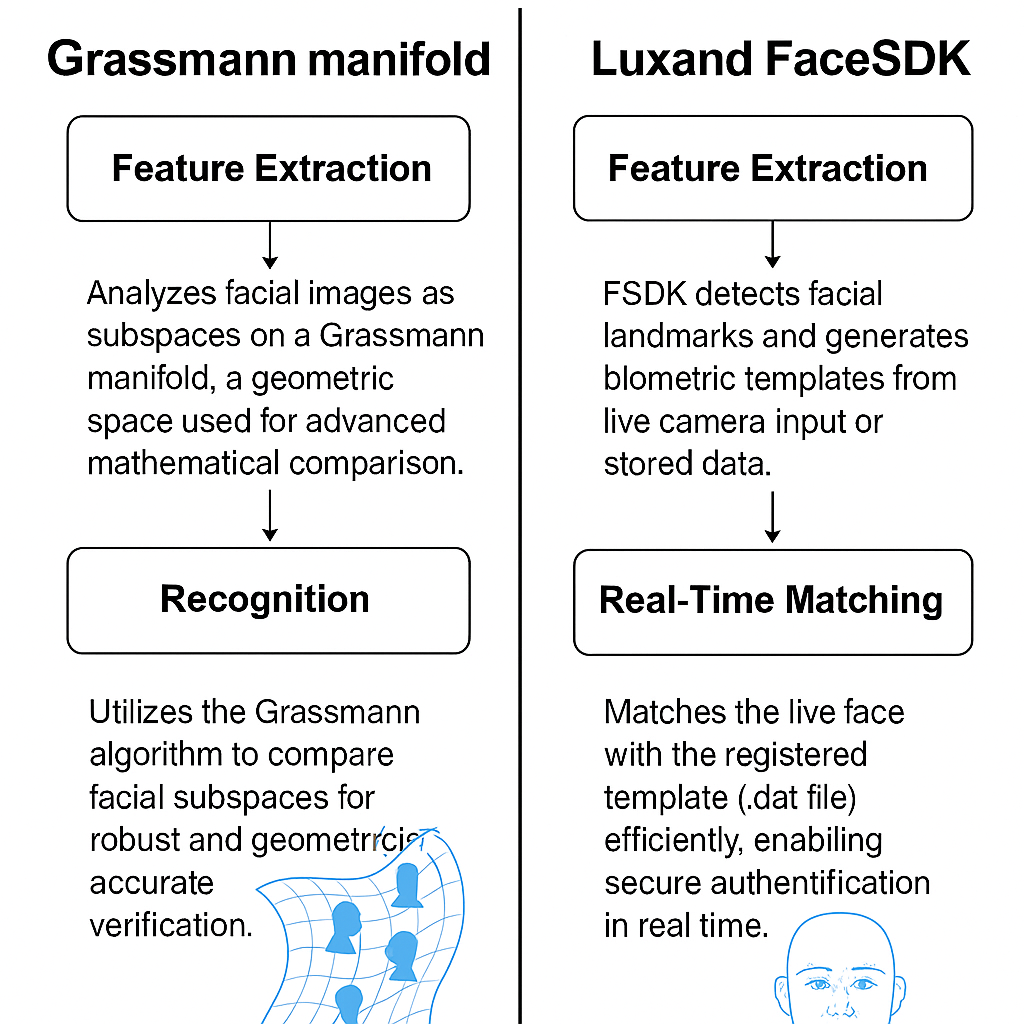 Grassmann manifold
Feature Extraction
Analyzes facial images as
subspaces on a Grassmann
manifold, a geometric
space used for advanced
mathematical comparison.
Recognition
Utilizes the Grassmann
algorithm to compare
facial subspaces for
robust and
accurate
verification.
Luxand FaceSDK
Feature Extraction
FSDK detects facial
landmarks and generates
blometric templates from
live camera input or
stored data.
Real-Time Matching
Matches the live face
with the registered
template (.dat file)
efficiently, enabiling
secure authentification
in real time.